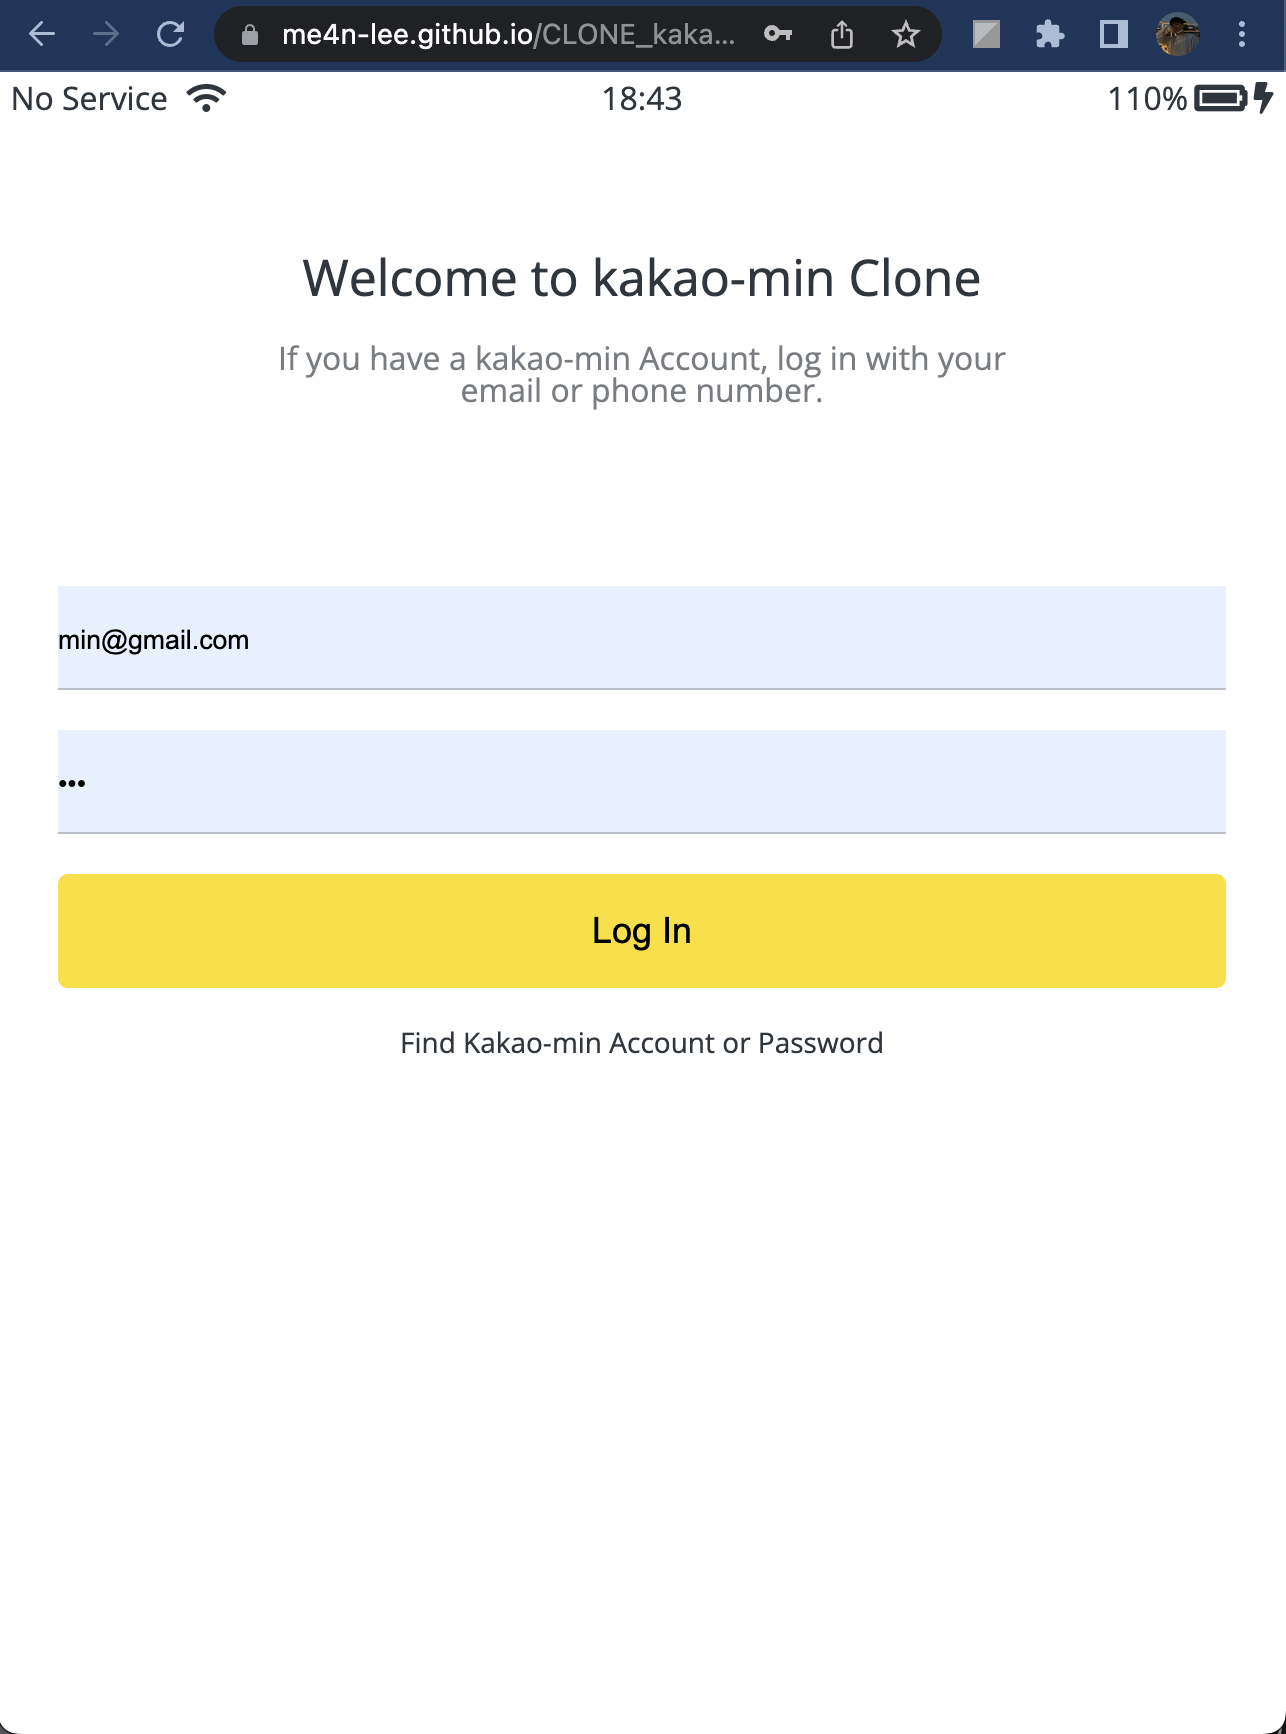 me4n-lee.github.io/CLONE_kaka...
No Service 18:43 110%
Welcome to kakao-min Clone
If you have a kakao-min Account, log in with your
email or phone number.
min@gmail.com
•••
Log In
Find Kakao-min Account or Password